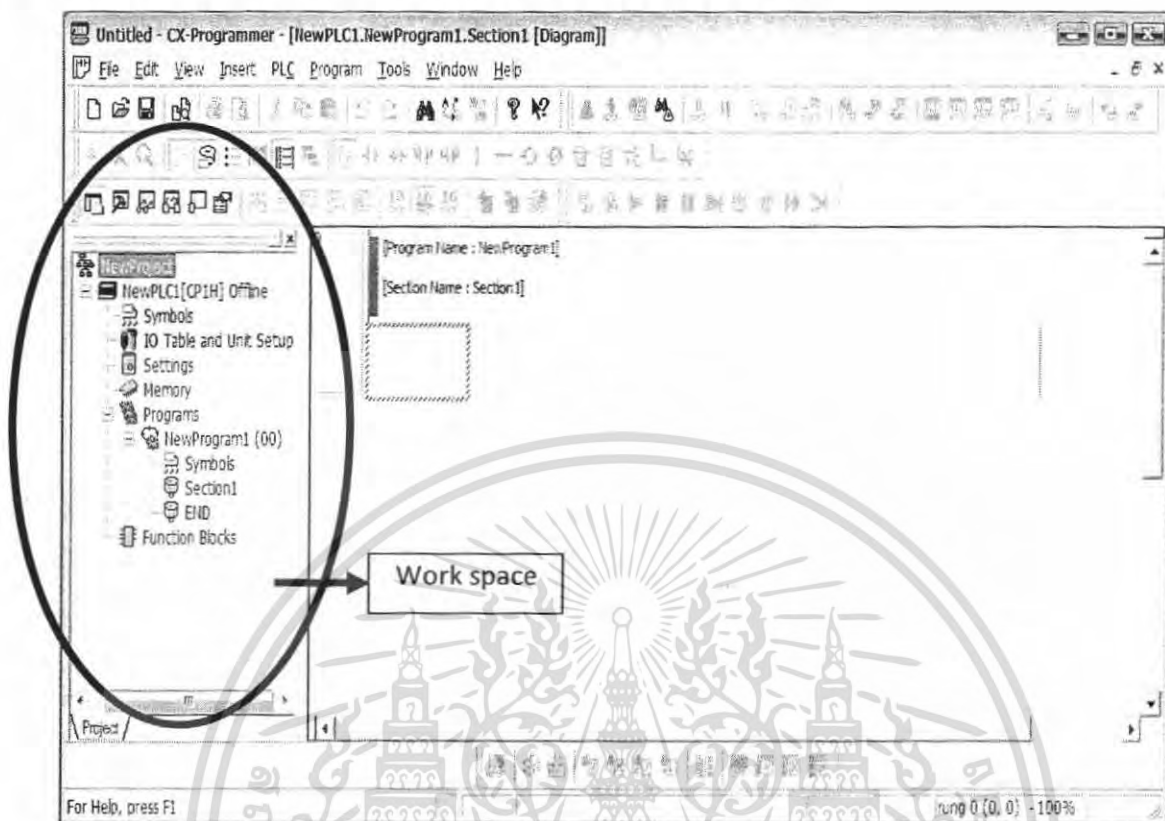 Untitled - CX-Programmer - [NewPLC1.NewProgram1.Section1 [Diagram]]
File Edit View Insert PLC Program Tools Window Help
NewProject
[Program Name : NewProgram1]
NewPLC1[CP1H] Offline
[Section Name : Section1]
Symbols
IO Table and Unit Setup
Settings
Memory
Programs
NewProgram1 (00)
Symbols
Section1
END
Function Blocks
Work space
Project
For Help, press F1
rung 0 (0, 0) - 100%